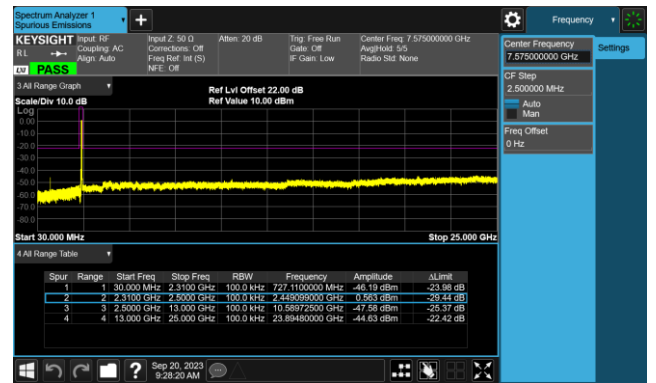 Spectrum Analyzer 1
Spurious Emissions
Frequency
KEYSIGHT Input: RF Input Z: 50 Ω Atten: 20 dB Trig: Free Run Center Freq: 7.575000000 GHz
RL Coupling: AC Corrections: Off Gate: Off Avg|Hold: 5/5
Align: Auto Freq Ref: Int (S) IF Gain: Low Radio Std: None
LXI PASS NFE: Off
Center Frequency
7.575000000 GHz
Settings
CF Step
2.500000 MHz
Auto
Man
Freq Offset
0 Hz
3 All Range Graph
Ref Lvl Offset 22.00 dB
Scale/Div 10.0 dB Ref Value 10.00 dBm
Log
0.00
-10.0
-20.0
-30.0
-40.0
-50.0
-60.0
-70.0
-80.0
Start 30.000 MHz Stop 25.000 GHz
4 All Range Table
Spur Range Start Freq Stop Freq RBW Frequency Amplitude ΔLimit
1 1 30.000 MHz 2.3100 GHz 100.0 kHz 727.1100000 MHz -46.19 dBm -23.98 dB
2 2 2.3100 GHz 2.5000 GHz 100.0 kHz 2.449099000 GHz 0.563 dBm -29.44 dB
3 3 2.5000 GHz 13.000 GHz 100.0 kHz 10.58972500 GHz -47.58 dBm -25.37 dB
4 4 13.000 GHz 25.000 GHz 100.0 kHz 23.89480000 GHz -44.63 dBm -22.42 dB
? Sep 20, 2023
9:28:20 AM